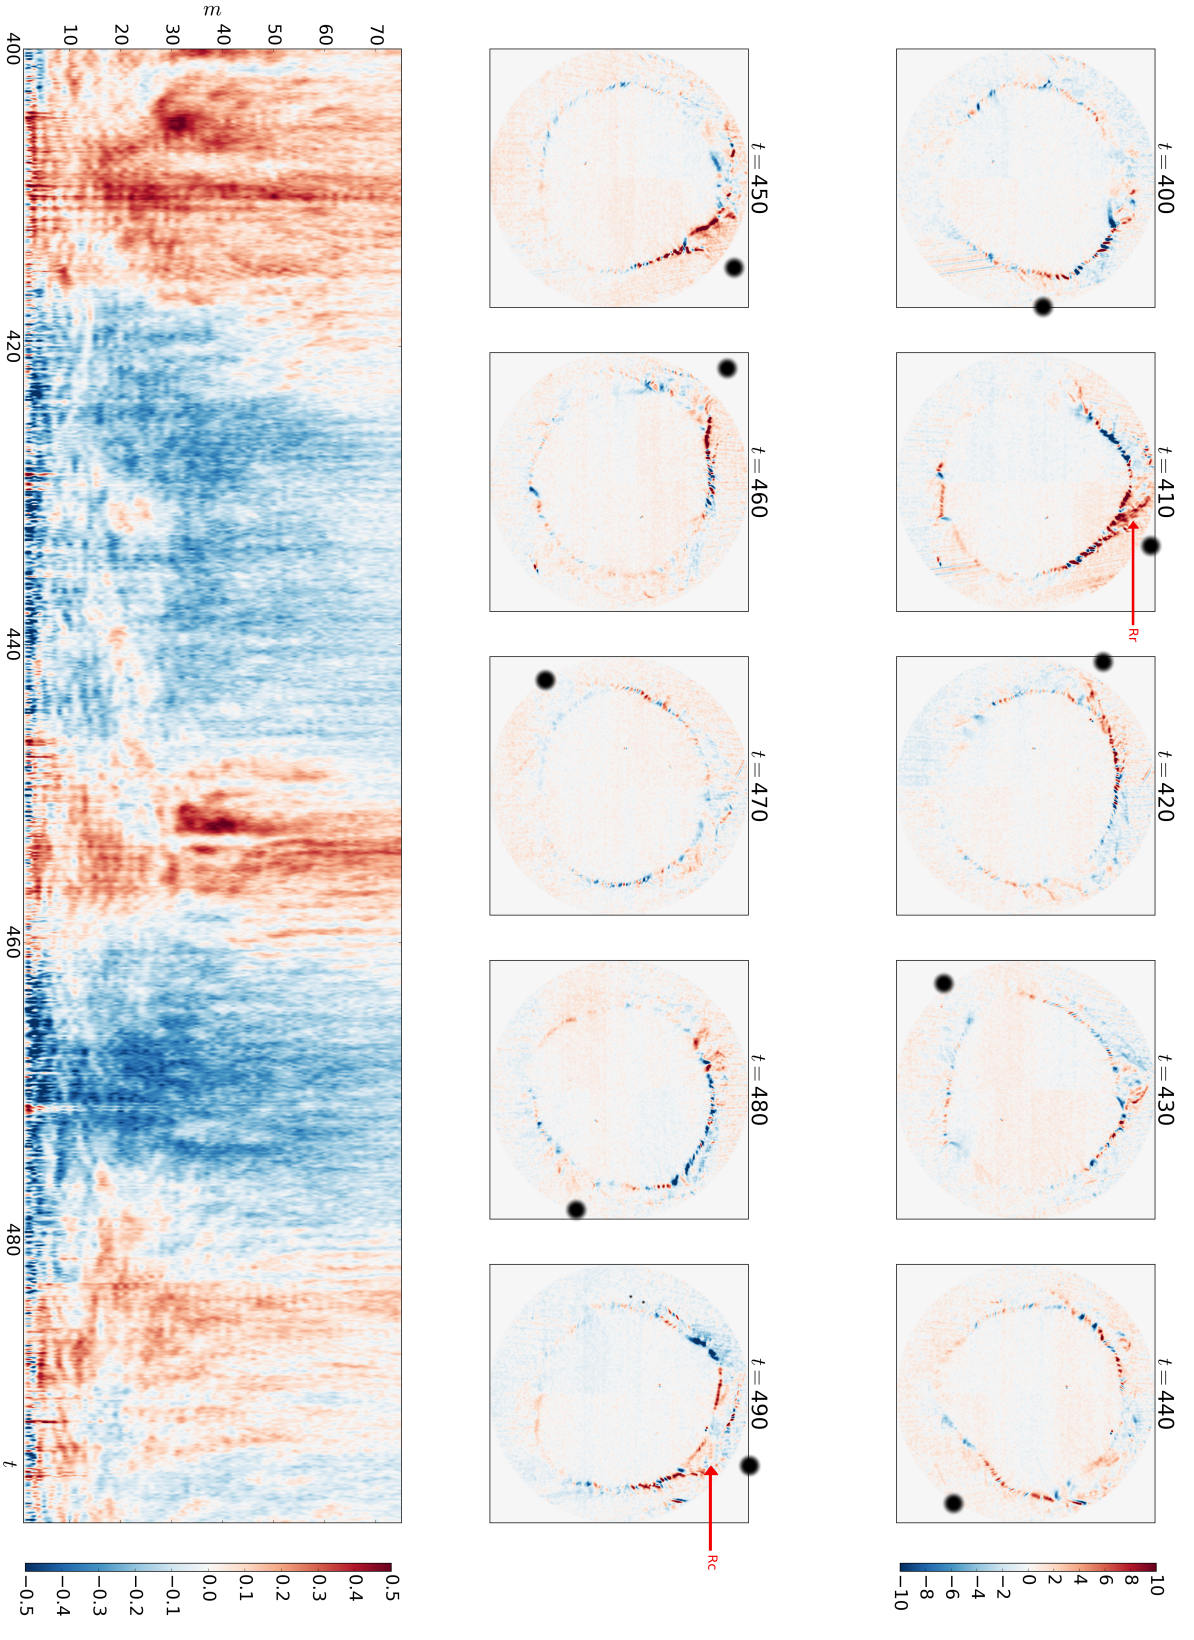 t = 400
t = 410
t = 420
t = 430
t = 440
Rr
10
8
6
4
2
0
−2
−4
−6
−8
−10
t = 450
t = 460
t = 470
t = 480
t = 490
Rc
m
70
60
50
40
30
20
10
400
420
440
460
480
t
0.5
0.4
0.3
0.2
0.1
0.0
−0.1
−0.2
−0.3
−0.4
−0.5